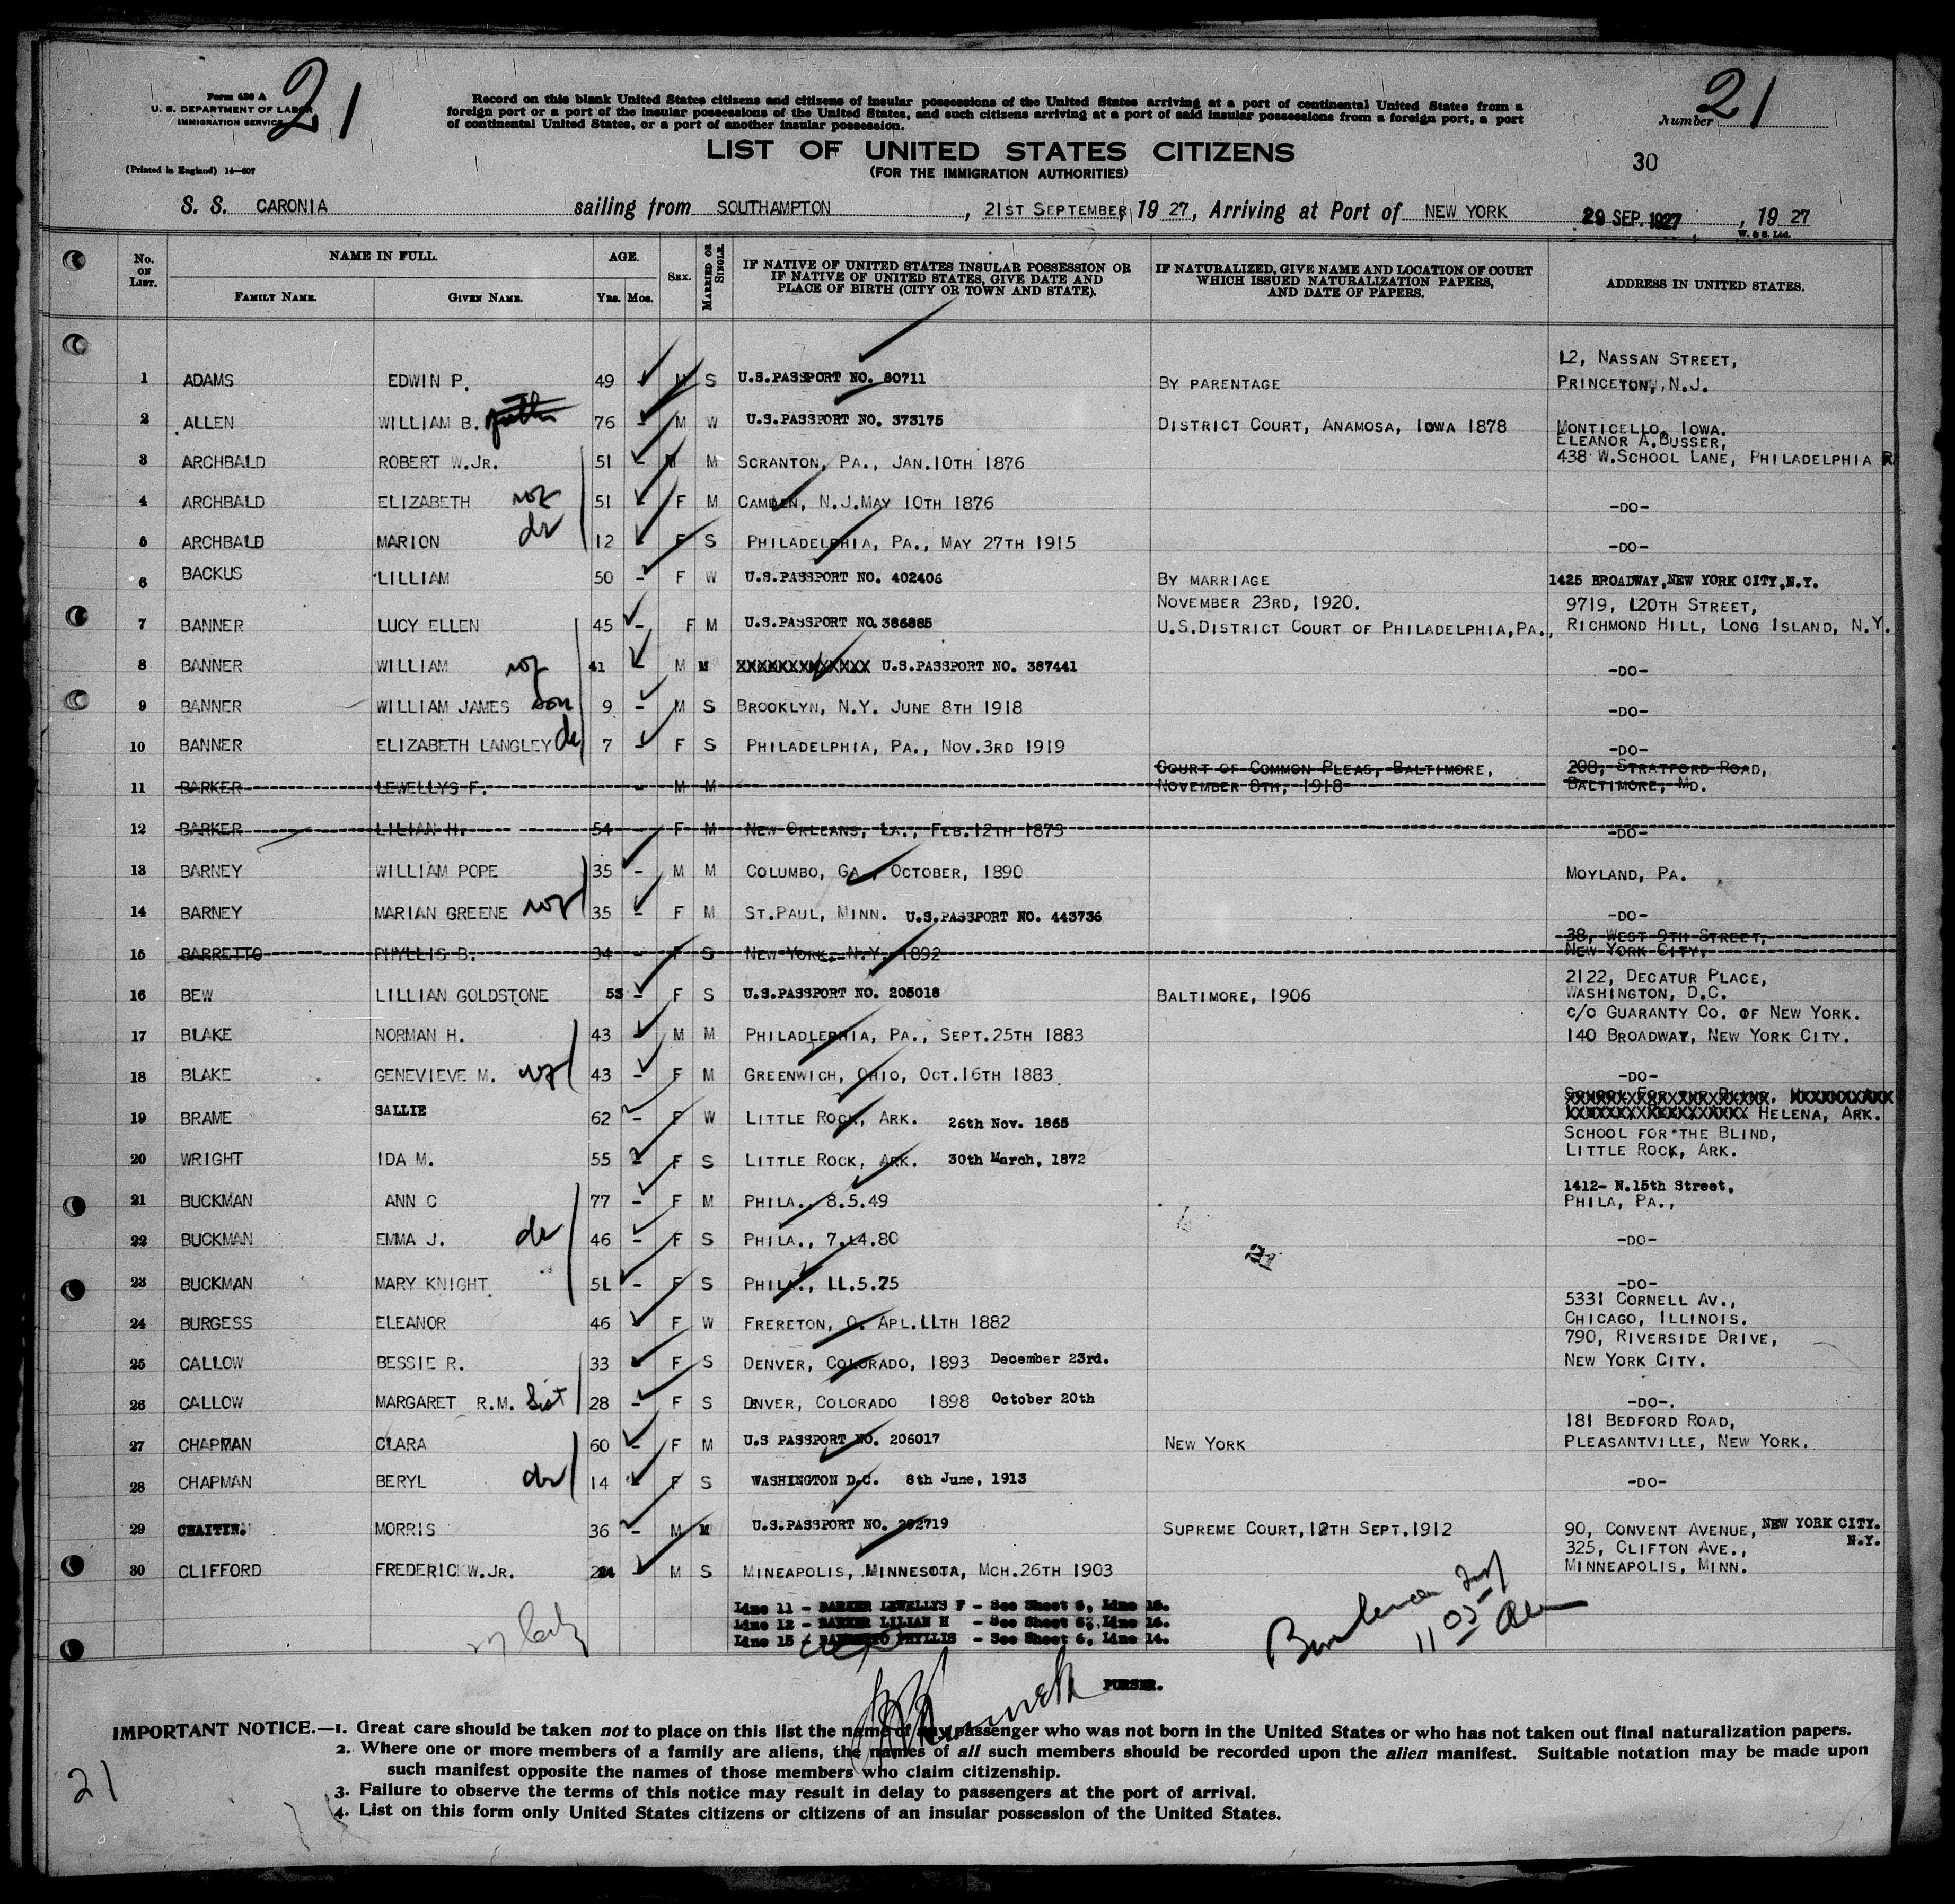 21
Form 630 A
U. S. DEPARTMENT OF LABOR
IMMIGRATION SERVICE
(Printed in England) 14—607
Record on this blank United States citizens and citizens of insular possessions of the United States arriving at a port of continental United States from a
foreign port or a port of the insular possessions of the United States, and such citizens arriving at a port of said insular possessions from a foreign port, a port
of continental United States, or a port of another insular possession.
Number 21
LIST OF UNITED STATES CITIZENS
(FOR THE IMMIGRATION AUTHORITIES)
30
S. S. CARONIA sailing from SOUTHAMPTON, 21ST SEPTEMBER, 19 27, Arriving at Port of NEW YORK 29 SEP. 1927, 19 27
W. & S. Ltd.
No. ON LIST. NAME IN FULL. FAMILY NAME. GIVEN NAME. AGE. YRS. MOS. SEX. MARRIED OR SINGLE. IF NATIVE OF UNITED STATES INSULAR POSSESSION OR IF NATIVE OF UNITED STATES, GIVE DATE AND PLACE OF BIRTH (CITY OR TOWN AND STATE). IF NATURALIZED, GIVE NAME AND LOCATION OF COURT WHICH ISSUED NATURALIZATION PAPERS, AND DATE OF PAPERS. ADDRESS IN UNITED STATES.
12, NASSAN STREET,
1 ADAMS EDWIN P. 49 - M S U.S.PASSPORT NO. 80711 BY PARENTAGE PRINCETON, N.J.
2 ALLEN WILLIAM B. 76 - M W U.S.PASSPORT NO. 373175 DISTRICT COURT, ANAMOSA, IOWA 1878 MONTICELLO, IOWA.
ELEANOR A.BUSSER,
3 ARCHBALD ROBERT W.JR. 51 - M M SCRANTON, PA., JAN.10TH 1876 438 W.SCHOOL LANE, PHILADELPHIA
4 ARCHBALD ELIZABETH 51 - F M CAMDEN, N.J.MAY 10TH 1876 -DO-
5 ARCHBALD MARION 12 - F S PHILADELPHIA, PA., MAY 27TH 1915 -DO-
6 BACKUS LILLIAM 50 - F W U.S.PASSPORT NO. 402406 BY MARRIAGE 1425 BROADWAY,NEW YORK CITY,N.Y.
NOVEMBER 23RD, 1920. 9719, 120TH STREET,
7 BANNER LUCY ELLEN 45 - F M U.S.PASSPORT NO.386885 U.S.DISTRICT COURT OF PHILADELPHIA,PA., RICHMOND HILL, LONG ISLAND, N.Y.
8 BANNER WILLIAM 41 - M M XXXXXXXXXXXXX U.S.PASSPORT NO. 387441 -DO-
9 BANNER WILLIAM JAMES son 9 - M S BROOKLYN, N.Y. JUNE 8TH 1918 -DO-
10 BANNER ELIZABETH LANGLEY 7 - F S PHILADELPHIA, PA., NOV.3RD 1919 -DO-
COURT OF COMMON PLEAS, BALTIMORE, 208, STRATFORD ROAD,
11 BARKER LEWELLYS F. - M M NOVEMBER 8TH, 1918 BALTIMORE, MD.
12 BARKER LILIAN H. 54 - F M NEW ORLEANS, LA., FEB.12TH 1873 -DO-
13 BARNEY WILLIAM POPE 35 - M M COLUMBO, GA., OCTOBER, 1890 MOYLAND, PA.
14 BARNEY MARIAN GREENE 35 - F M ST.PAUL, MINN. U.S.PASSPORT NO. 443736 -DO-
38, WEST 9TH STREET,
15 BARRETTO PHYLLIS B. 34 - F S NEW YORK, N.Y. 1892 NEW YORK CITY.
2122, DECATUR PLACE,
16 BEW LILLIAN GOLDSTONE 53 - F S U.S.PASSPORT NO. 205018 BALTIMORE, 1906 WASHINGTON, D.C.
C/O GUARANTY CO. OF NEW YORK.
17 BLAKE NORMAN H. 43 - M M PHILADLEPHIA, PA., SEPT.25TH 1883 140 BROADWAY, NEW YORK CITY.
18 BLAKE GENEVIEVE M. 43 - F M GREENWICH, OHIO, OCT.16TH 1883 -DO-
19 BRAME SALLIE 62 - F W LITTLE ROCK, ARK. 26th Nov. 1865 HELENA, ARK.
SCHOOL FOR THE BLIND,
20 WRIGHT IDA M. 55 - F S LITTLE ROCK, ARK. 30th March, 1872 LITTLE ROCK, ARK.
1412- N.15th Street,
21 BUCKMAN ANN C 77 - F M PHILA., 8.5.49 PHILA, PA.,
22 BUCKMAN EMMA J. 46 - F S PHILA., 7.14.80 -DO-
23 BUCKMAN MARY KNIGHT 51 - F S PHILA., 11.5.75 -DO-
5331 CORNELL AV.,
24 BURGESS ELEANOR 46 - F W FRERETON, O. APL.11TH 1882 CHICAGO, ILLINOIS.
790, RIVERSIDE DRIVE,
25 CALLOW BESSIE R. 33 - F S DENVER, COLORADO, 1893 December 23rd. NEW YORK CITY.
26 CALLOW MARGARET R.M. Sist 28 - F S DNVER, COLORADO 1898 October 20th -DO-.
181 BEDFORD ROAD,
27 CHAPMAN CLARA 60 - F M U.S PASSPORT NO. 206017 NEW YORK PLEASANTVILLE, NEW YORK.
28 CHAPMAN BERYL 14 - F S WASHINGTON D.C. 8th June, 1913 -DO-
29 CHAITIN. MORRIS 36 - M M U.S.PASSPORT NO. 292719 SUPREME COURT,12TH SEPT.1912 90, CONVENT AVENUE, NEW YORK CITY. N.Y.
325, CLIFTON AVE.,
30 CLIFFORD FREDERICK W.JR. 24 - M S MINEAPOLIS, MINNESOTA, MCH.26TH 1903 MINNEAPOLIS, MINN.
Line 11 - BARKER LEWELLYS F - See Sheet 6, Line 15.
Line 12 - BARKER LILIAN H - See Sheet 6, Line 16.
Line 15 - BARRETTO PHYLLIS - See Sheet 6, Line 14.
PURSER.
IMPORTANT NOTICE.—1. Great care should be taken not to place on this list the name of any passenger who was not born in the United States or who has not taken out final naturalization papers.
2. Where one or more members of a family are aliens, the names of all such members should be recorded upon the alien manifest. Suitable notation may be made upon
such manifest opposite the names of those members who claim citizenship.
3. Failure to observe the terms of this notice may result in delay to passengers at the port of arrival.
4. List on this form only United States citizens or citizens of an insular possession of the United States.
21